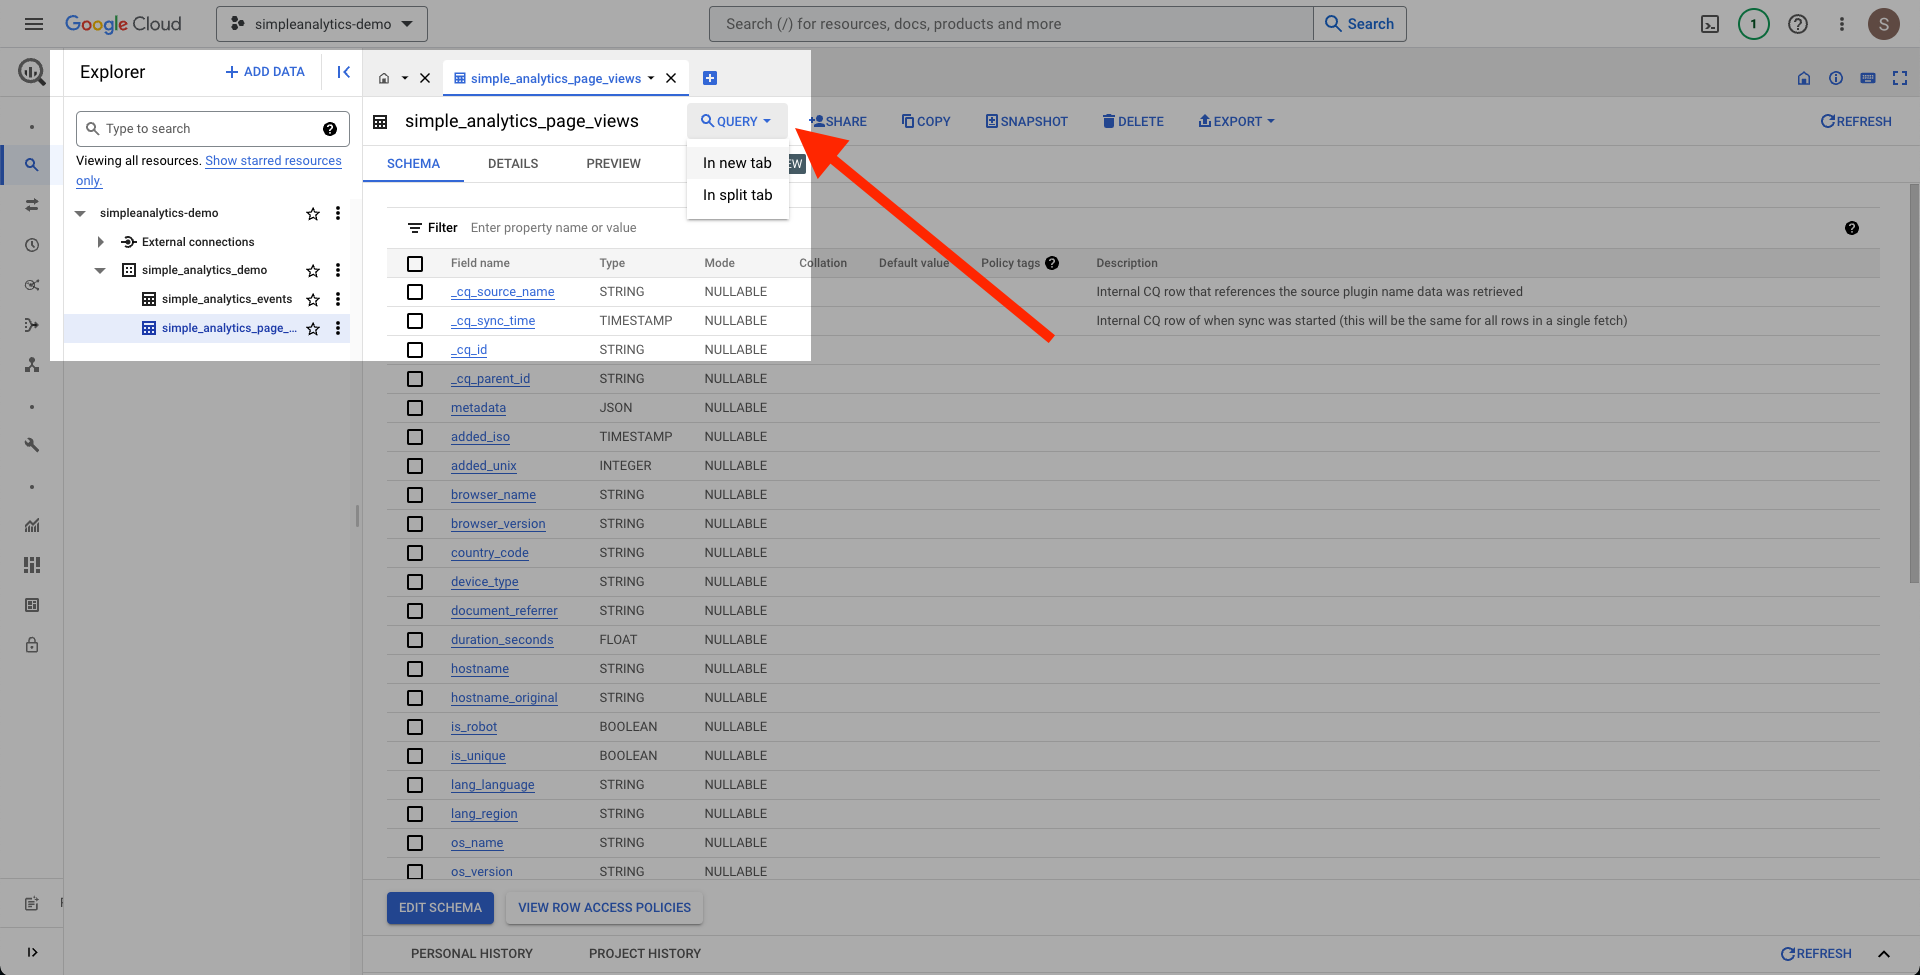 Google Cloud
simpleanalytics-demo
Search (/) for resources, docs, products and more
Search
1
S
Explorer
ADD DATA
simple_analytics_page_views
Type to search
Viewing all resources. Show starred resources
only.
simpleanalytics-demo
External connections
simple_analytics_demo
simple_analytics_events
simple_analytics_page_...
simple_analytics_page_views
QUERY
SHARE
COPY
SNAPSHOT
DELETE
EXPORT
REFRESH
SCHEMA
DETAILS
PREVIEW
In new tab
EW
In split tab
Filter
Enter property name or value
Field name Type Mode Collation Default value Policy tags Description
_cq_source_name STRING NULLABLE Internal CQ row that references the source plugin name data was retrieved
_cq_sync_time TIMESTAMP NULLABLE Internal CQ row of when sync was started (this will be the same for all rows in a single fetch)
_cq_id STRING NULLABLE
_cq_parent_id STRING NULLABLE
metadata JSON NULLABLE
added_iso TIMESTAMP NULLABLE
added_unix INTEGER NULLABLE
browser_name STRING NULLABLE
browser_version STRING NULLABLE
country_code STRING NULLABLE
device_type STRING NULLABLE
document_referrer STRING NULLABLE
duration_seconds FLOAT NULLABLE
hostname STRING NULLABLE
hostname_original STRING NULLABLE
is_robot BOOLEAN NULLABLE
is_unique BOOLEAN NULLABLE
lang_language STRING NULLABLE
lang_region STRING NULLABLE
os_name STRING NULLABLE
os_version STRING NULLABLE
EDIT SCHEMA
VIEW ROW ACCESS POLICIES
PERSONAL HISTORY
PROJECT HISTORY
REFRESH